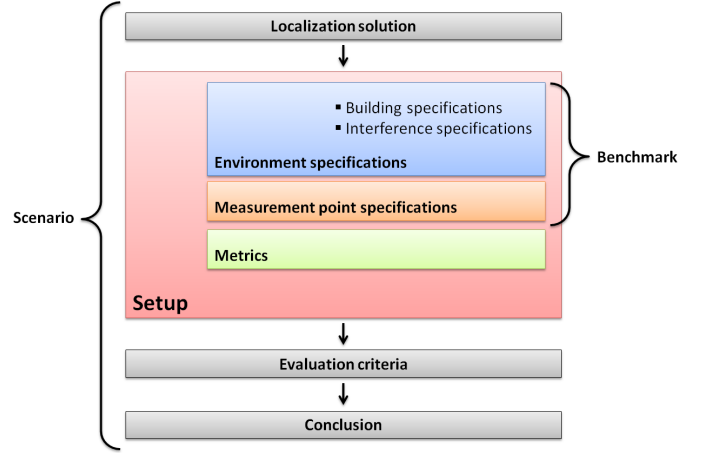 Localization solution
▪ Building specifications
▪ Interference specifications
Environment specifications
Benchmark
Measurement point specifications
Scenario
Metrics
Setup
Evaluation criteria
Conclusion